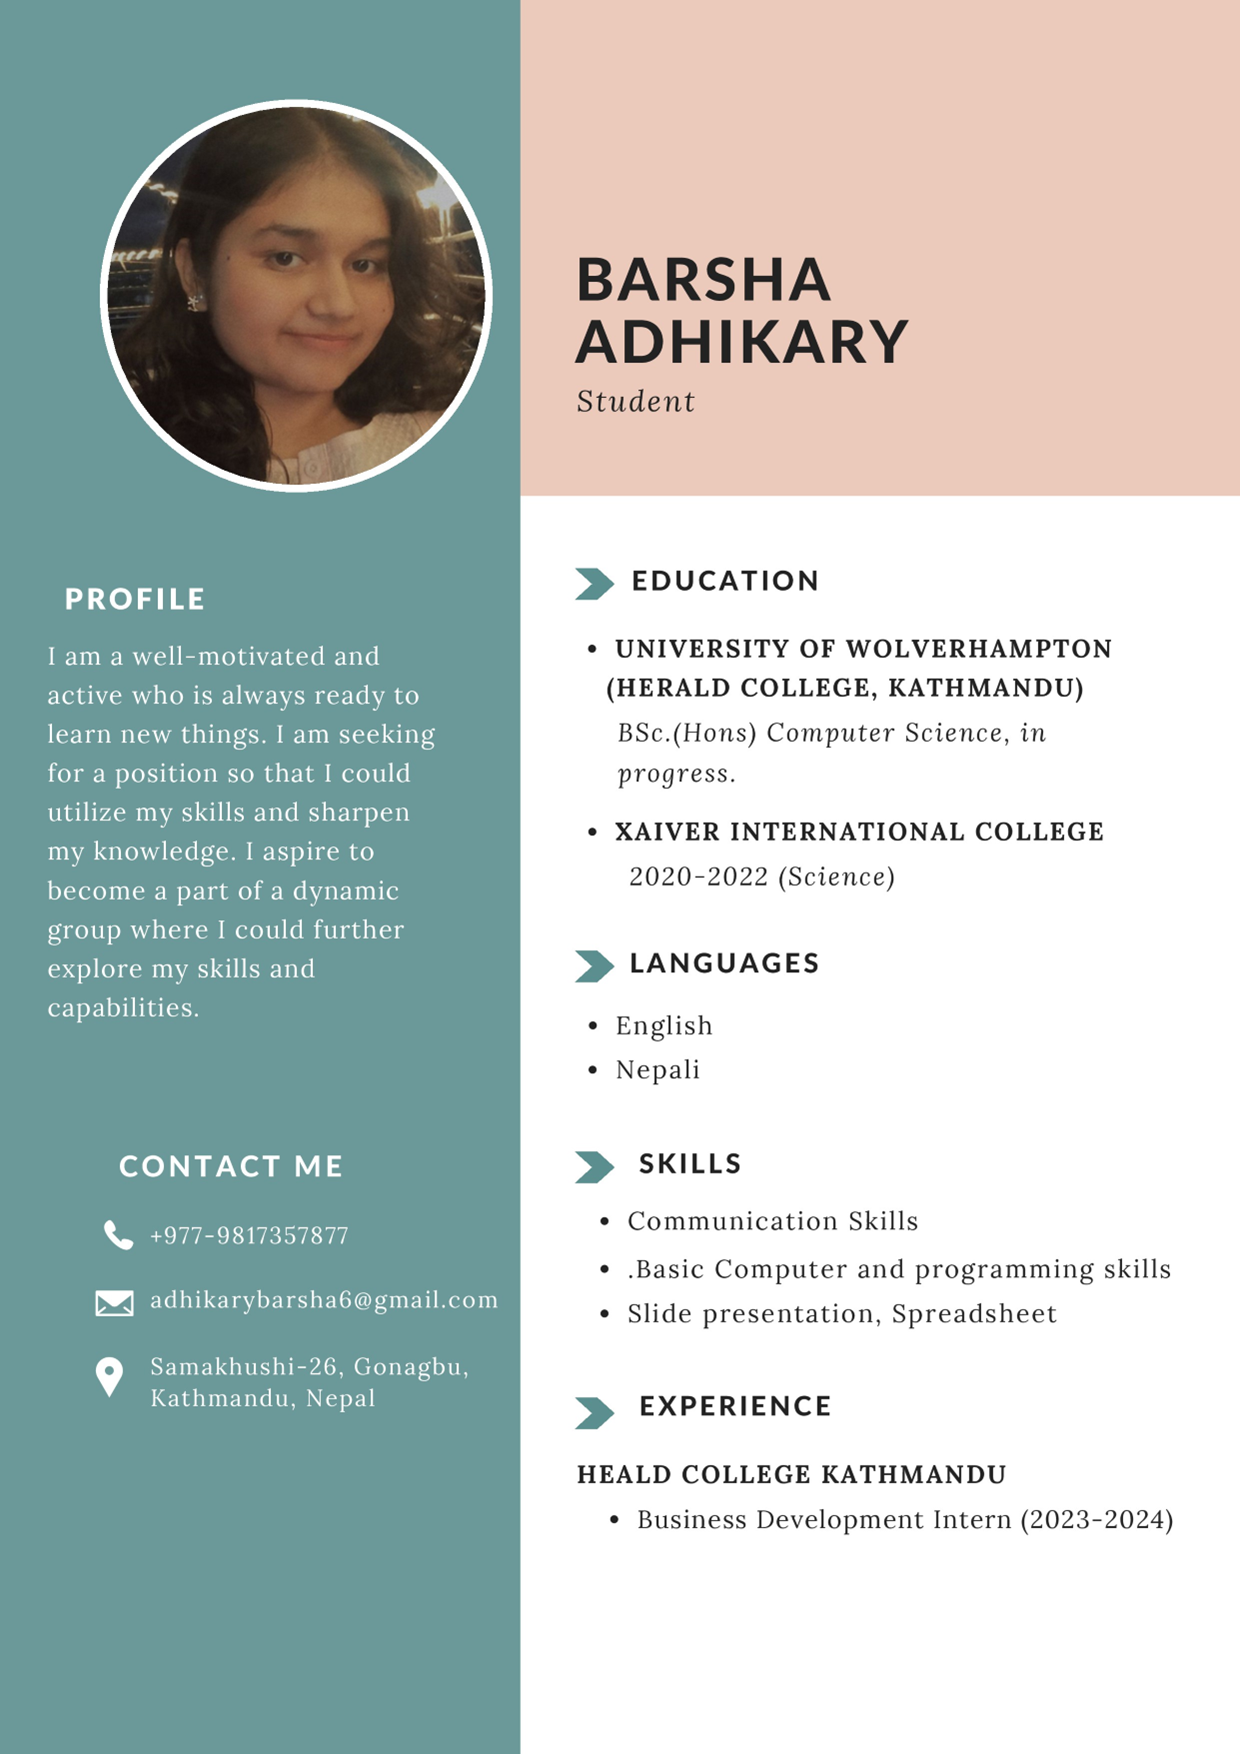 BARSHA
ADHIKARY
Student
PROFILE
I am a well-motivated and
active who is always ready to
learn new things. I am seeking
for a position so that I could
utilize my skills and sharpen
my knowledge. I aspire to
become a part of a dynamic
group where I could further
explore my skills and
capabilities.
CONTACT ME
+977-9817357877
adhikarybarsha6@gmail.com
Samakhushi-26, Gonagbu,
Kathmandu, Nepal
EDUCATION
• UNIVERSITY OF WOLVERHAMPTON
(HERALD COLLEGE, KATHMANDU)
BSc.(Hons) Computer Science, in
progress.
• XAIVER INTERNATIONAL COLLEGE
2020-2022 (Science)
LANGUAGES
• English
• Nepali
SKILLS
• Communication Skills
• .Basic Computer and programming skills
• Slide presentation, Spreadsheet
EXPERIENCE
HEALD COLLEGE KATHMANDU
• Business Development Intern (2023-2024)